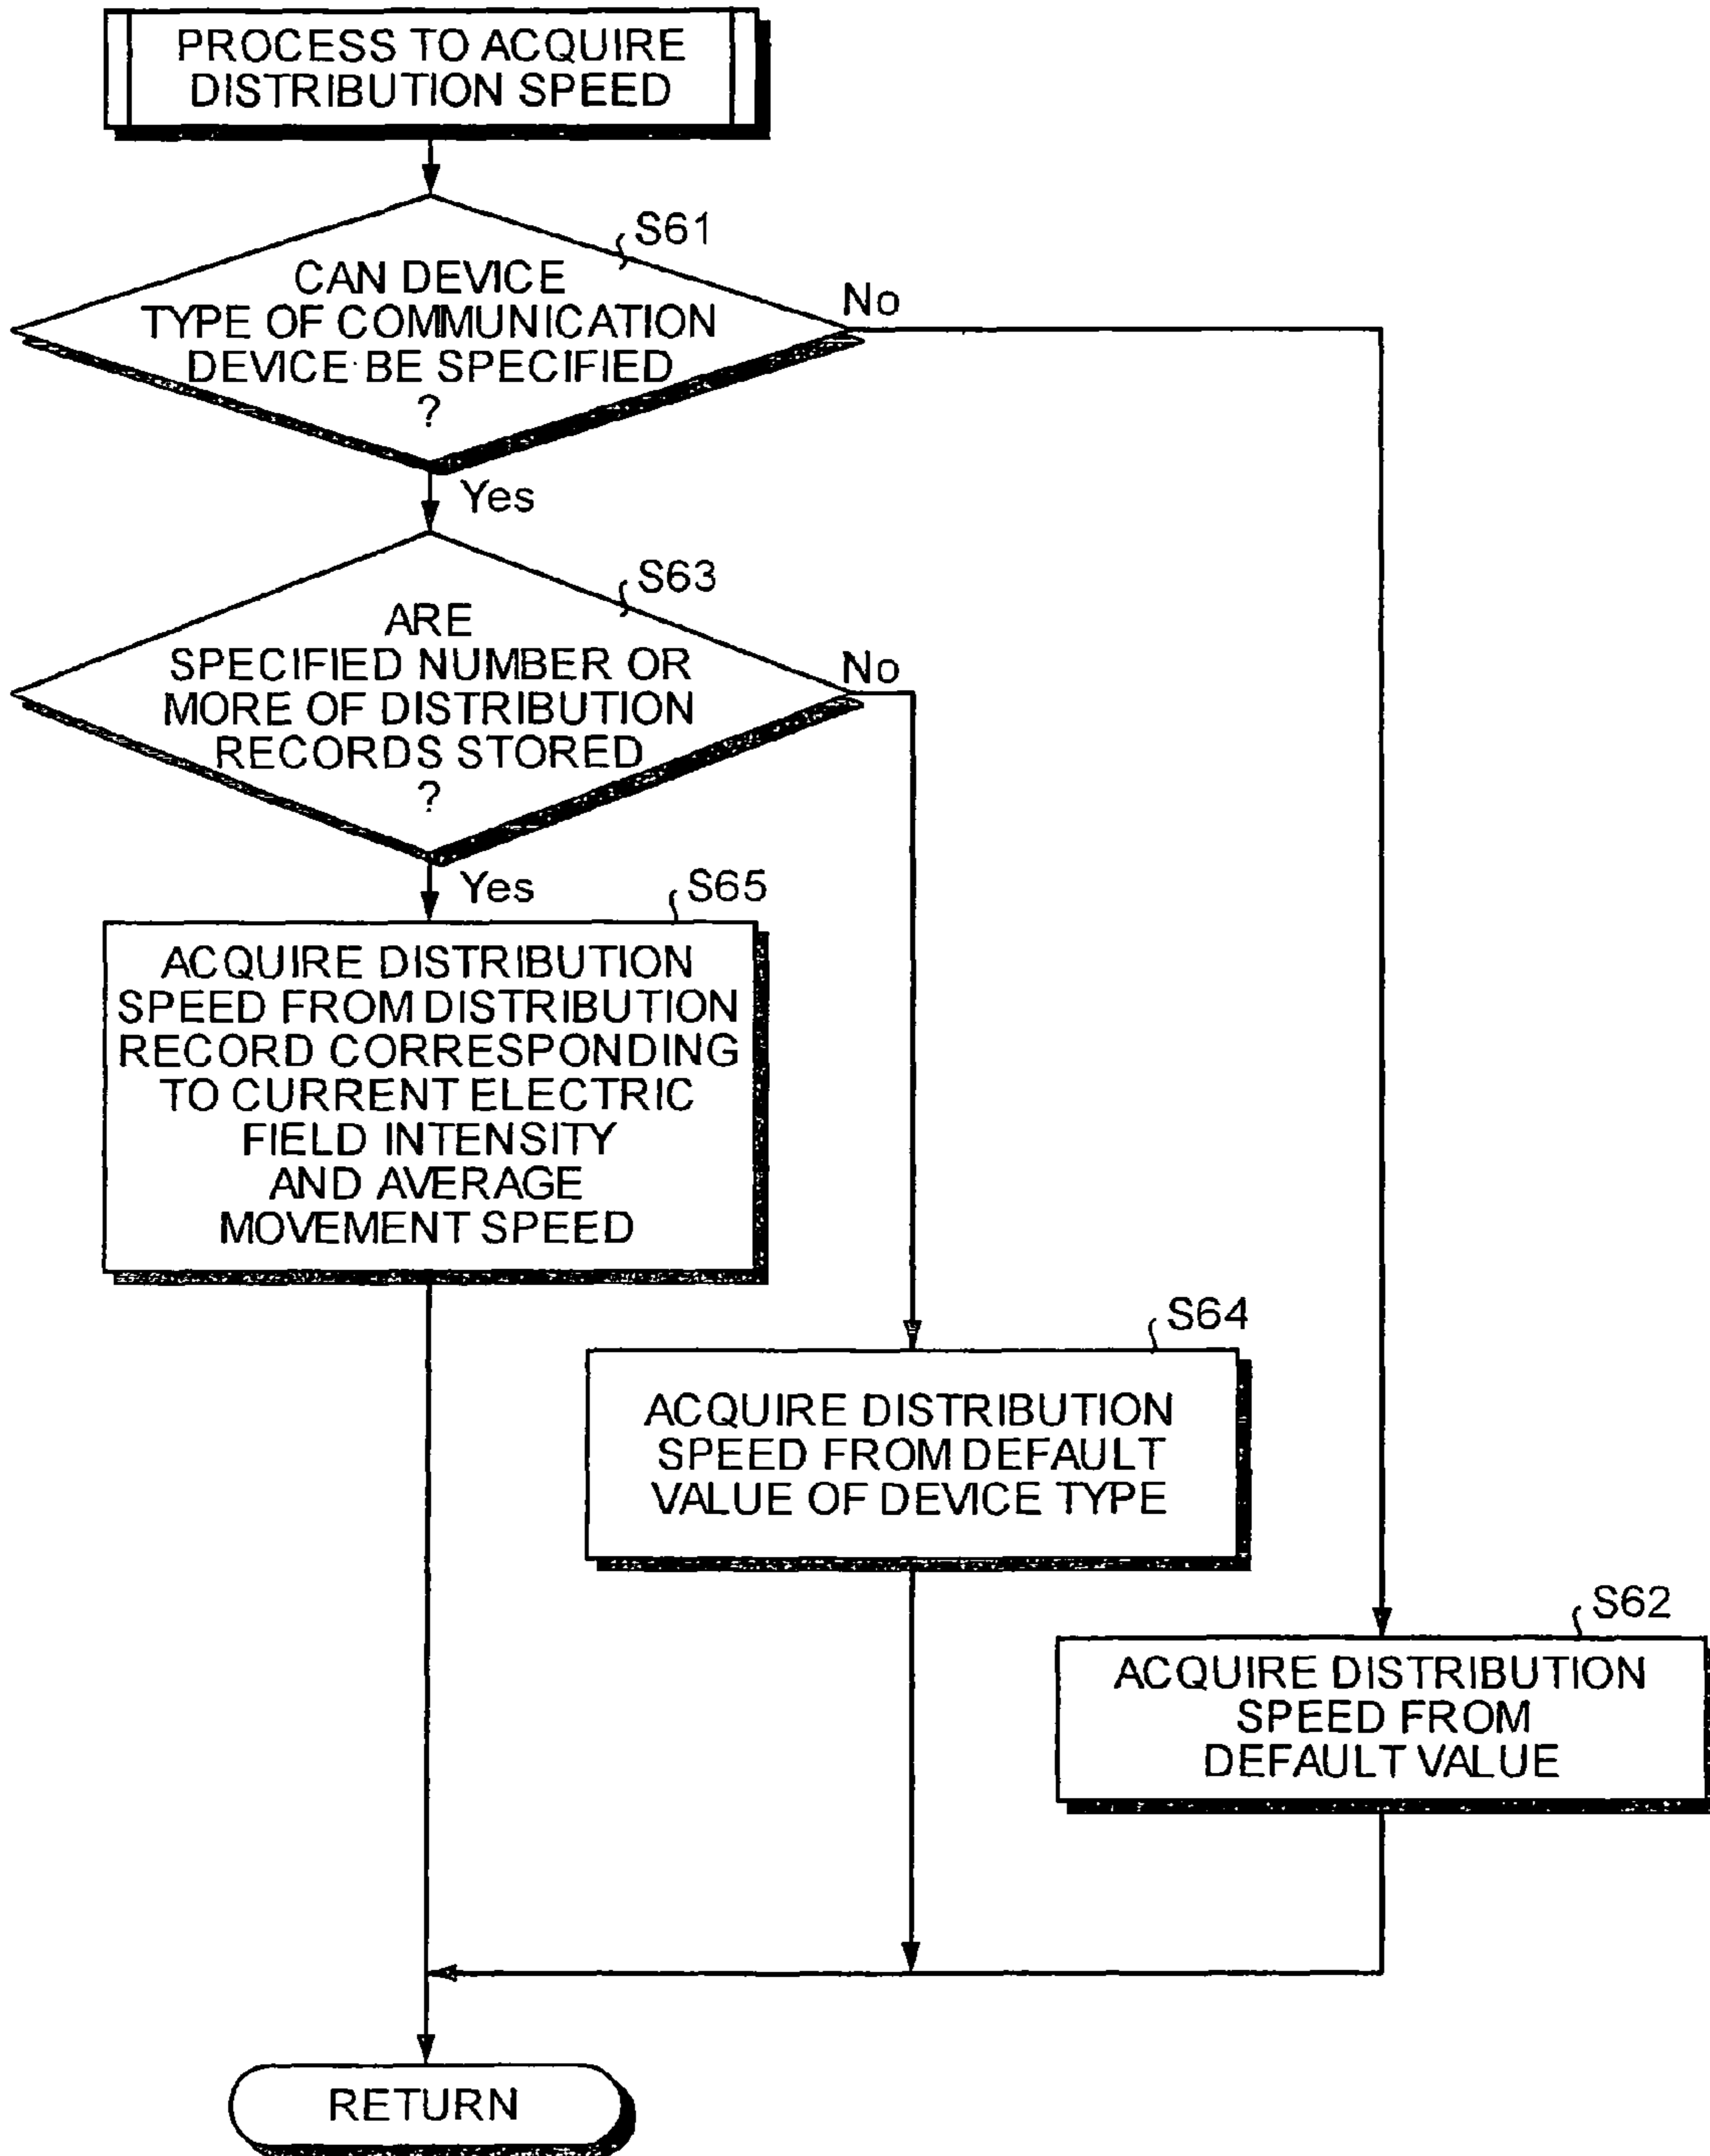 PROCESS TO ACQUIRE
DISTRIBUTION SPEED
S61
CAN DEVICE
TYPE OF COMMUNICATION
DEVICE BE SPECIFIED
?
No
Yes
S63
ARE
SPECIFIED NUMBER OR
MORE OF DISTRIBUTION
RECORDS STORED
?
No
Yes
S65
ACQUIRE DISTRIBUTION
SPEED FROM DISTRIBUTION
RECORD CORRESPONDING
TO CURRENT ELECTRIC
FIELD INTENSITY
AND AVERAGE
MOVEMENT SPEED
S64
ACQUIRE DISTRIBUTION
SPEED FROM DEFAULT
VALUE OF DEVICE TYPE
S62
ACQUIRE DISTRIBUTION
SPEED FROM
DEFAULT VALUE
RETURN